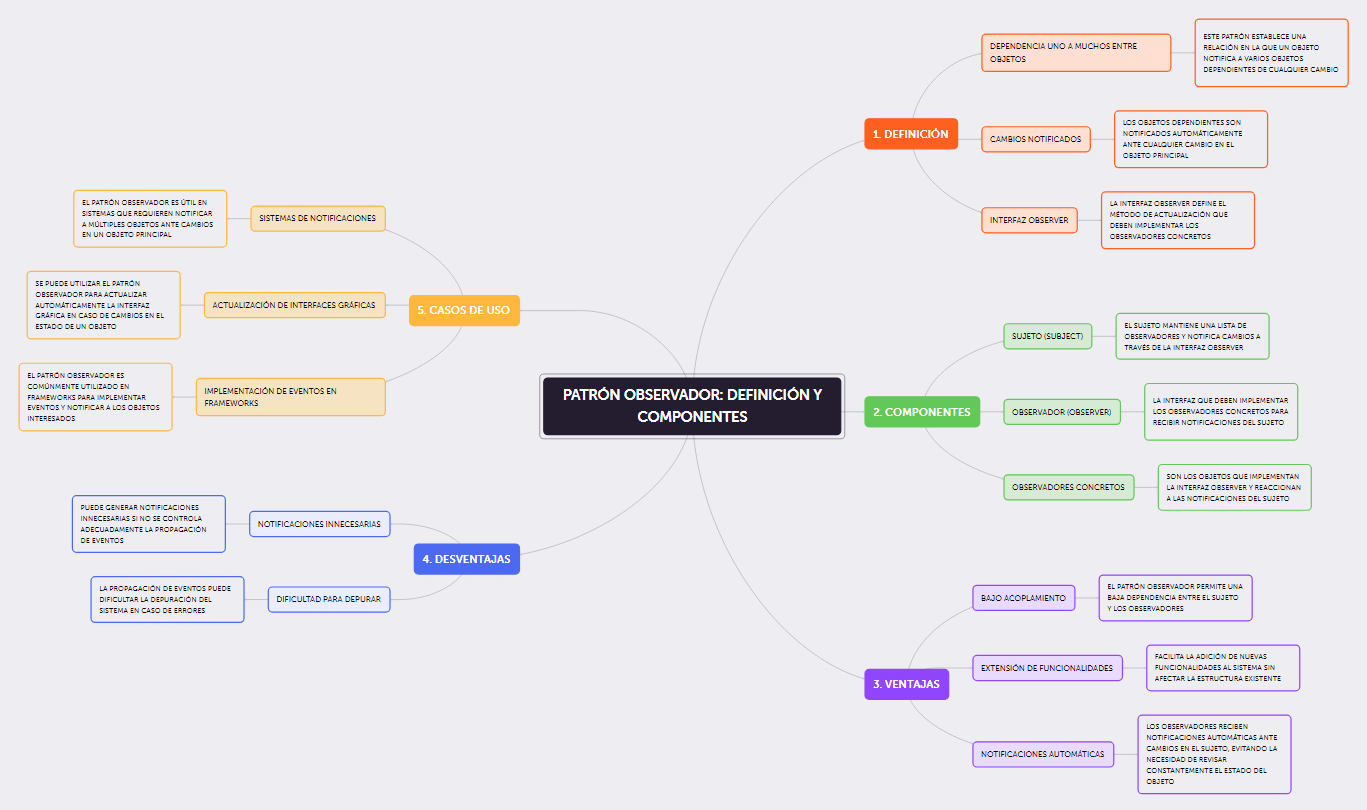 PATRÓN OBSERVADOR: DEFINICIÓN Y
COMPONENTES
1. DEFINICIÓN
DEPENDENCIA UNO A MUCHOS ENTRE
OBJETOS
ESTE PATRÓN ESTABLECE UNA
RELACIÓN EN LA QUE UN OBJETO
NOTIFICA A VARIOS OBJETOS
DEPENDIENTES DE CUALQUIER CAMBIO
CAMBIOS NOTIFICADOS
LOS OBJETOS DEPENDIENTES SON
NOTIFICADOS AUTOMÁTICAMENTE
ANTE CUALQUIER CAMBIO EN EL
OBJETO PRINCIPAL
INTERFAZ OBSERVER
LA INTERFAZ OBSERVER DEFINE EL
MÉTODO DE ACTUALIZACIÓN QUE
DEBEN IMPLEMENTAR LOS
OBSERVADORES CONCRETOS
2. COMPONENTES
SUJETO (SUBJECT)
EL SUJETO MANTIENE UNA LISTA DE
OBSERVADORES Y NOTIFICA CAMBIOS A
TRAVÉS DE LA INTERFAZ OBSERVER
OBSERVADOR (OBSERVER)
LA INTERFAZ QUE DEBEN IMPLEMENTAR
LOS OBSERVADORES CONCRETOS PARA
RECIBIR NOTIFICACIONES DEL SUJETO
OBSERVADORES CONCRETOS
SON LOS OBJETOS QUE IMPLEMENTAN
LA INTERFAZ OBSERVER Y REACCIONAN
A LAS NOTIFICACIONES DEL SUJETO
3. VENTAJAS
BAJO ACOPLAMIENTO
EL PATRÓN OBSERVADOR PERMITE UNA
BAJA DEPENDENCIA ENTRE EL SUJETO
Y LOS OBSERVADORES
EXTENSIÓN DE FUNCIONALIDADES
FACILITA LA ADICIÓN DE NUEVAS
FUNCIONALIDADES AL SISTEMA SIN
AFECTAR LA ESTRUCTURA EXISTENTE
NOTIFICACIONES AUTOMÁTICAS
LOS OBSERVADORES RECIBEN
NOTIFICACIONES AUTOMÁTICAS ANTE
CAMBIOS EN EL SUJETO, EVITANDO LA
NECESIDAD DE REVISAR
CONSTANTEMENTE EL ESTADO DEL
OBJETO
4. DESVENTAJAS
NOTIFICACIONES INNECESARIAS
PUEDE GENERAR NOTIFICACIONES
INNECESARIAS SI NO SE CONTROLA
ADECUADAMENTE LA PROPAGACIÓN
DE EVENTOS
DIFICULTAD PARA DEPURAR
LA PROPAGACIÓN DE EVENTOS PUEDE
DIFICULTAR LA DEPURACIÓN DEL
SISTEMA EN CASO DE ERRORES
5. CASOS DE USO
SISTEMAS DE NOTIFICACIONES
EL PATRÓN OBSERVADOR ES ÚTIL EN
SISTEMAS QUE REQUIEREN NOTIFICAR
A MÚLTIPLES OBJETOS ANTE CAMBIOS
EN UN OBJETO PRINCIPAL
ACTUALIZACIÓN DE INTERFACES GRÁFICAS
SE PUEDE UTILIZAR EL PATRÓN
OBSERVADOR PARA ACTUALIZAR
AUTOMÁTICAMENTE LA INTERFAZ
GRÁFICA EN CASO DE CAMBIOS EN EL
ESTADO DE UN OBJETO
IMPLEMENTACIÓN DE EVENTOS EN
FRAMEWORKS
EL PATRÓN OBSERVADOR ES
COMÚNMENTE UTILIZADO EN
FRAMEWORKS PARA IMPLEMENTAR
EVENTOS Y NOTIFICAR A LOS OBJETOS
INTERESADOS